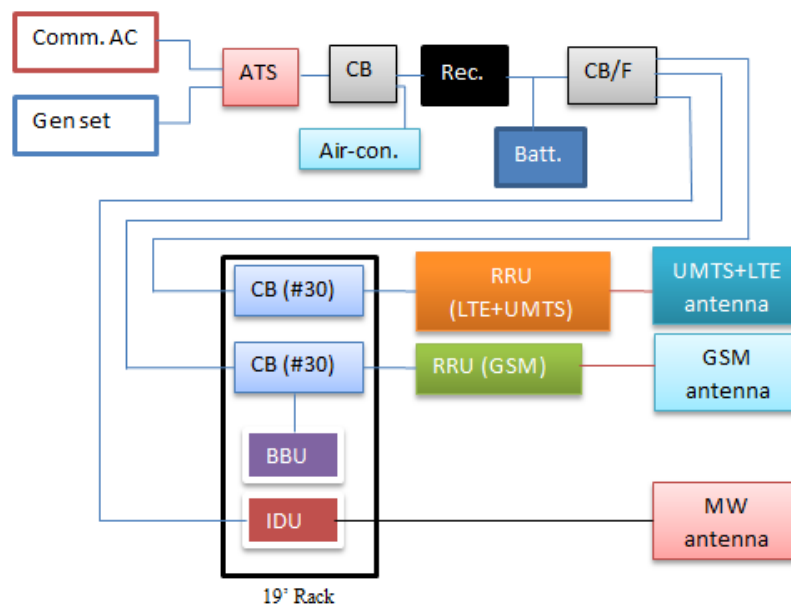 Comm. AC
ATS
CB
Rec.
CB/F
Gen set
Air-con.
Batt.
CB (#30)
RRU
(LTE+UMTS)
UMTS+LTE
antenna
CB (#30)
RRU (GSM)
GSM
antenna
BBU
IDU
MW
antenna
19' Rack